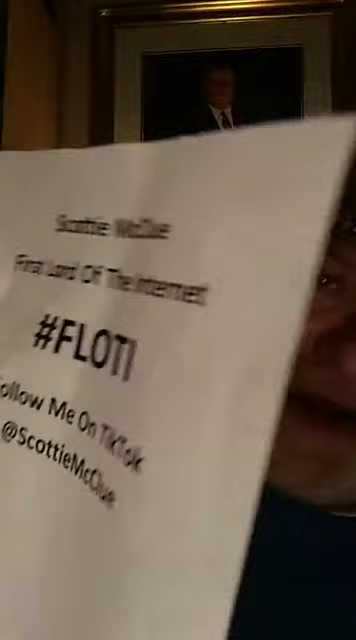 Scottie McClue
First Lord Of The Internet
#FLOTI
Follow Me On TikTok
@ScottieMcClue